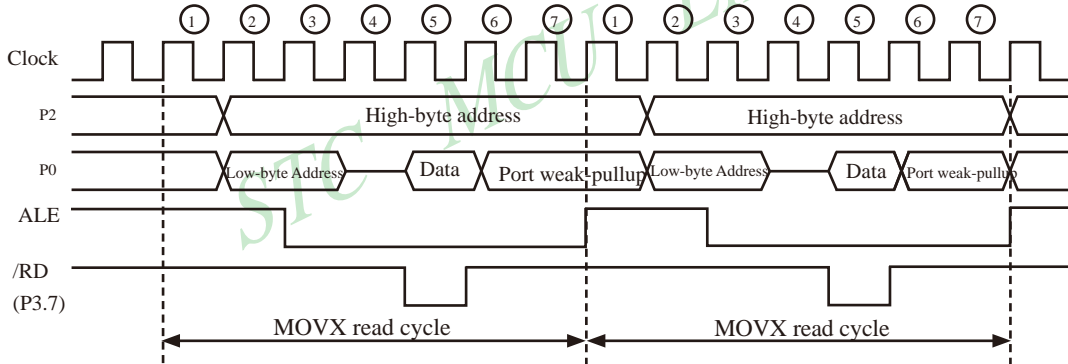 1 2 3 4 5 6 7 1 2 3 4 5 6 7
Clock
P2 High-byte address High-byte address
P0 Low-byte Address Data Port weak-pullup Low-byte Address Data Port weak-pullup
ALE
/RD
(P3.7)
MOVX read cycle MOVX read cycle
STC MCU